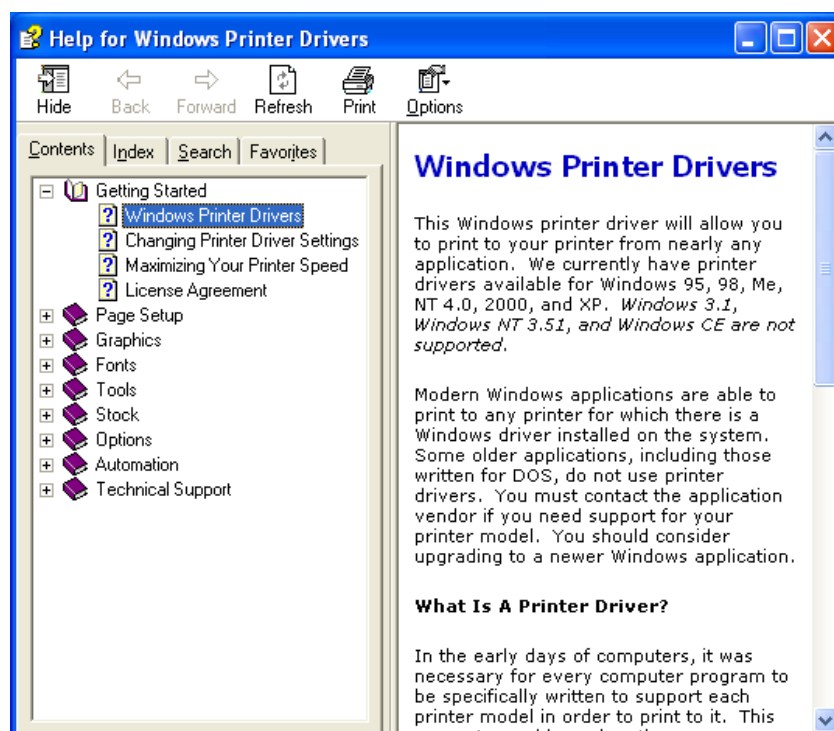 Help for Windows Printer Drivers
Hide Back Forward Refresh Print Options
Contents Index Search Favorites
Getting Started
Windows Printer Drivers
Changing Printer Driver Settings
Maximizing Your Printer Speed
License Agreement
Page Setup
Graphics
Fonts
Tools
Stock
Options
Automation
Technical Support
Windows Printer Drivers
This Windows printer driver will allow you
to print to your printer from nearly any
application. We currently have printer
drivers available for Windows 95, 98, Me,
NT 4.0, 2000, and XP. Windows 3.1,
Windows NT 3.51, and Windows CE are not
supported.
Modern Windows applications are able to
print to any printer for which there is a
Windows driver installed on the system.
Some older applications, including those
written for DOS, do not use printer
drivers. You must contact the application
vendor if you need support for your
printer model. You should consider
upgrading to a newer Windows application.
What Is A Printer Driver?
In the early days of computers, it was
necessary for every computer program to
be specifically written to support each
printer model in order to print to it. This